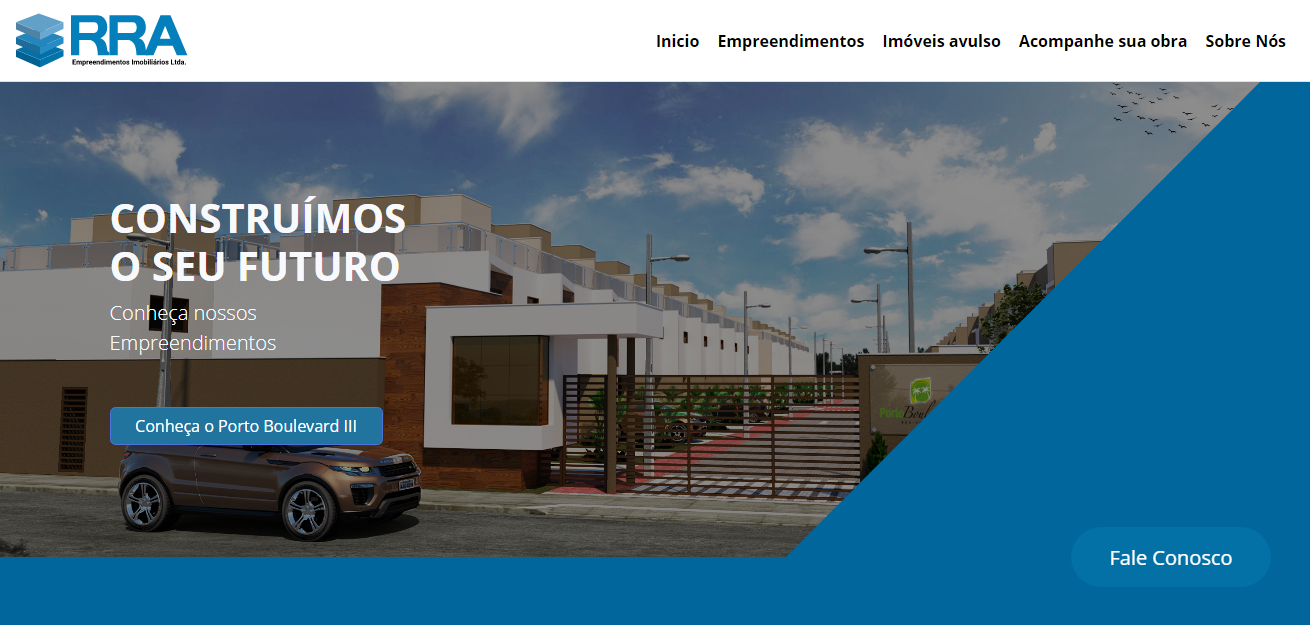 RRA
Empreendimentos Imobiliários Ltda.
Inicio Empreendimentos Imóveis avulso Acompanhe sua obra Sobre Nós
CONSTRUÍMOS
O SEU FUTURO
Conheça nossos
Empreendimentos
Conheça o Porto Boulevard III
Porto
Fale Conosco